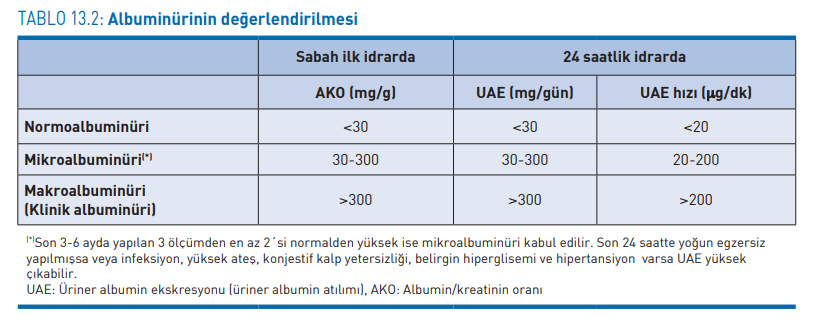 TABLO 13.2: Albuminürinin değerlendirilmesi
Sabah ilk idrarda 24 saatlik idrarda
AKO (mg/g) UAE (mg/gün) UAE hızı (µg/dk)
Normoalbuminüri <30 <30 <20
Mikroalbuminüri(*) 30-300 30-300 20-200
Makroalbuminüri
(Klinik albuminüri) >300 >300 >200
(*)Son 3-6 ayda yapılan 3 ölçümden en az 2´si normalden yüksek ise mikroalbuminüri kabul edilir. Son 24 saatte yoğun egzersiz
yapılmışsa veya infeksiyon, yüksek ateş, konjestif kalp yetersizliği, belirgin hiperglisemi ve hipertansiyon varsa UAE yüksek
çıkabilir.
UAE: Üriner albumin ekskresyonu (üriner albumin atılımı), AKO: Albumin/kreatinin oranı